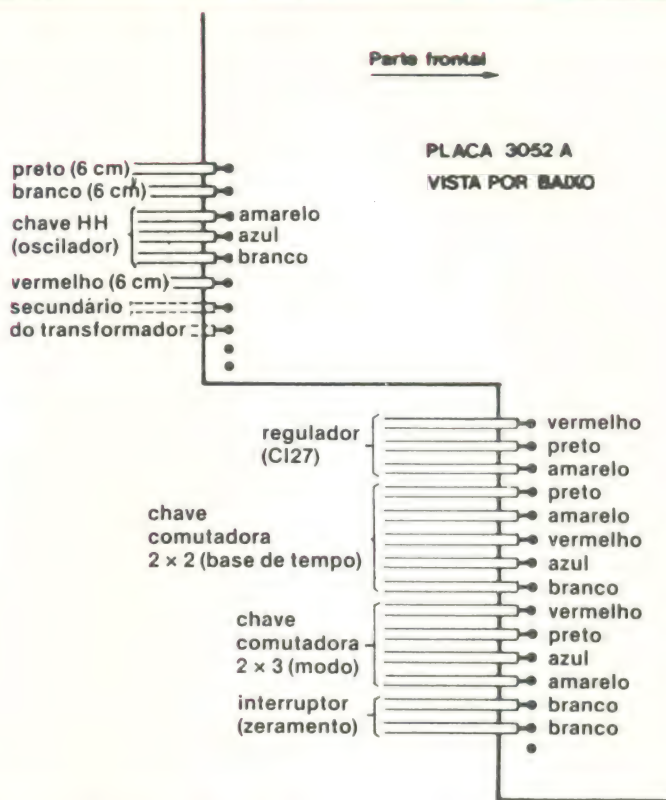 Parte frontal
PLACA 3052 A
VISTA POR BAIXO
preto (6 cm)
branco (6 cm)
chave HH
(oscilador)
amarelo
azul
branco
vermelho (6 cm)
secundário
do transformador
regulador
(CI27)
vermelho
preto
amarelo
chave
comutadora
2 × 2 (base de tempo)
preto
amarelo
vermelho
azul
branco
chave
comutadora
2 × 3 (modo)
vermelho
preto
azul
amarelo
interruptor
(zeramento)
branco
branco